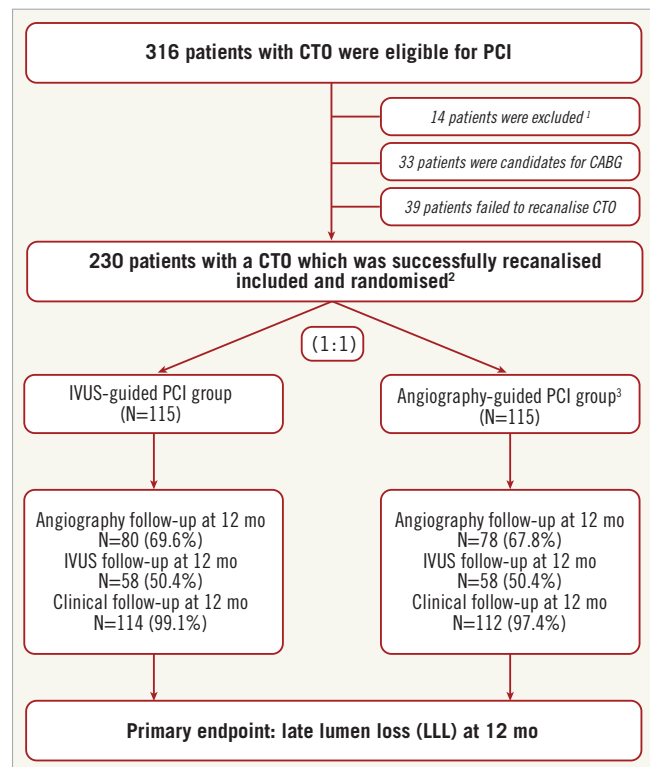 316 patients with CTO were eligible for PCI
14 patients were excluded ¹
33 patients were candidates for CABG
39 patients failed to recanalise CTO
230 patients with a CTO which was successfully recanalised
included and randomised²
(1:1)
IVUS-guided PCI group
(N=115)
Angiography-guided PCI group³
(N=115)
Angiography follow-up at 12 mo
N=80 (69.6%)
IVUS follow-up at 12 mo
N=58 (50.4%)
Clinical follow-up at 12 mo
N=114 (99.1%)
Angiography follow-up at 12 mo
N=78 (67.8%)
IVUS follow-up at 12 mo
N=58 (50.4%)
Clinical follow-up at 12 mo
N=112 (97.4%)
Primary endpoint: late lumen loss (LLL) at 12 mo